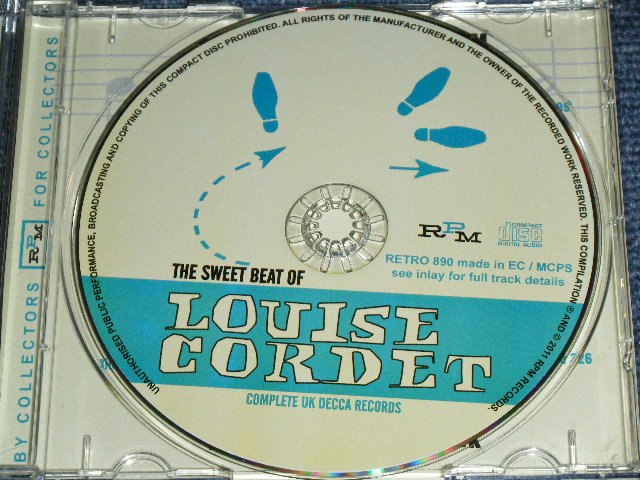 UNAUTHORISED PUBLIC PERFORMANCE, BROADCASTING AND COPYING OF THIS COMPACT DISC PROHIBITED. ALL RIGHTS OF THE MANUFACTURER AND THE OWNER OF THE RECORDED WORK RESERVED. THIS COMPILATION ℗ AND © 2011 RPM RECORDS.
BY COLLECTORS RPM FOR COLLECTORS
RPM
COMPACT
disc
DIGITAL AUDIO
RETRO 890 made in EC / MCPS
see inlay for full track details
THE SWEET BEAT OF
LOUISE
CORDET
COMPLETE UK DECCA RECORDS